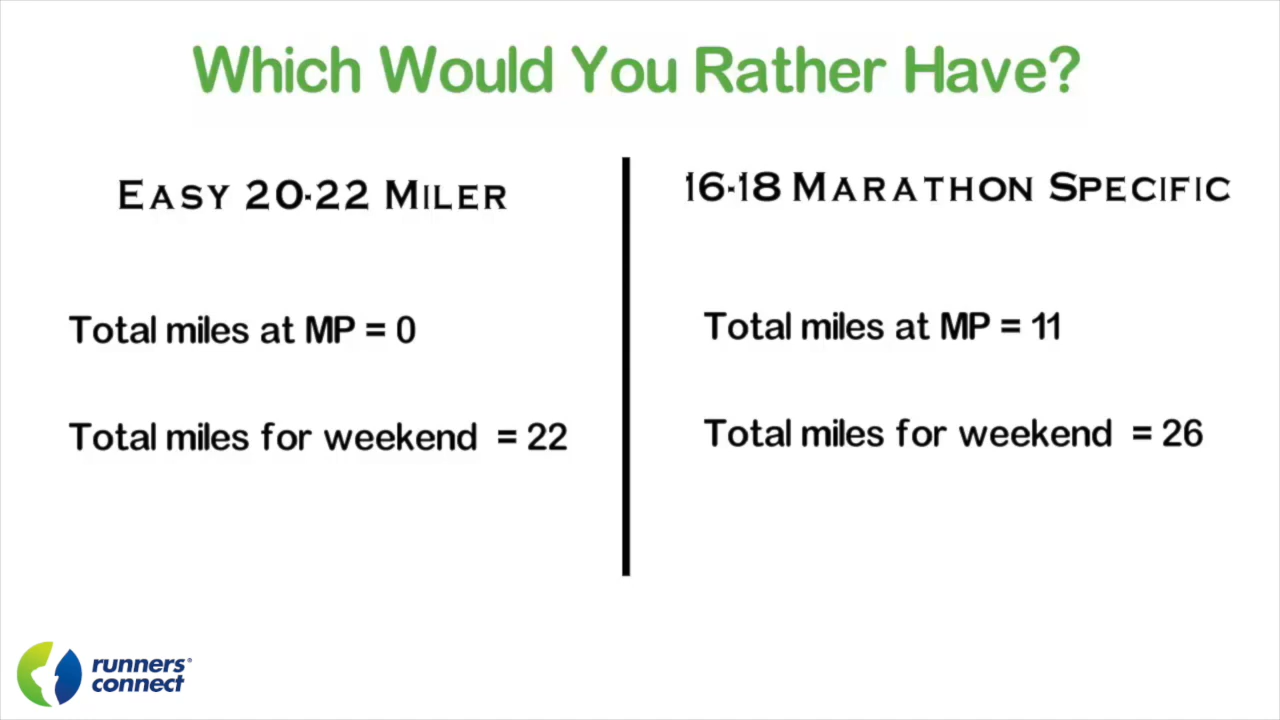 Which Would You Rather Have?
EASY 20-22 MILER
Total miles at MP = 0
Total miles for weekend = 22
16-18 MARATHON SPECIFIC
Total miles at MP = 11
Total miles for weekend = 26
runners®
connect